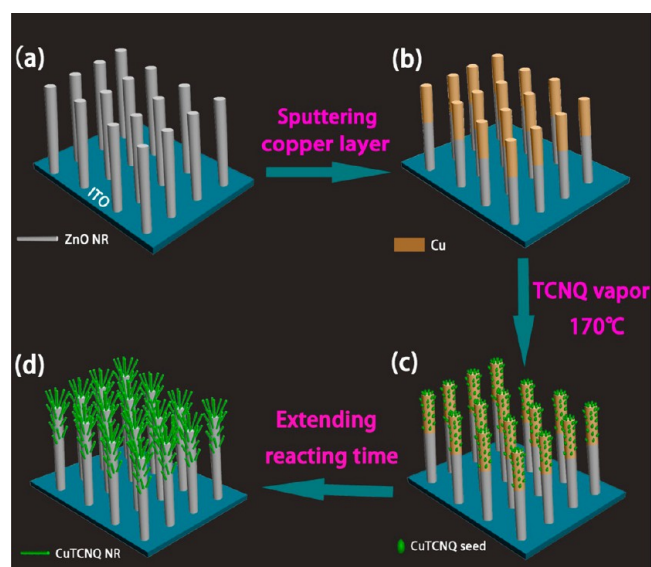 (a)
Sputtering
copper layer
(b)
ITO
ZnO NR
Cu
TCNQ vapor
170℃
(d)
Extending
reacting time
(c)
CuTCNQ NR
CuTCNQ seed